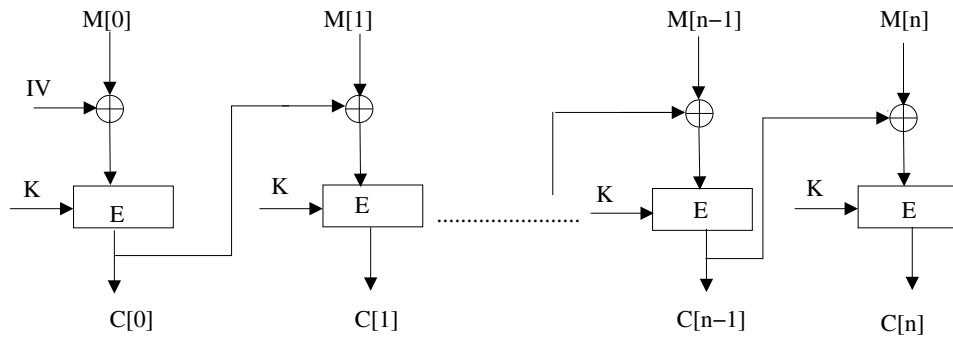 M[0] M[1] M[n−1] M[n]
IV
K E K E K E K E
C[0] C[1] C[n−1] C[n]